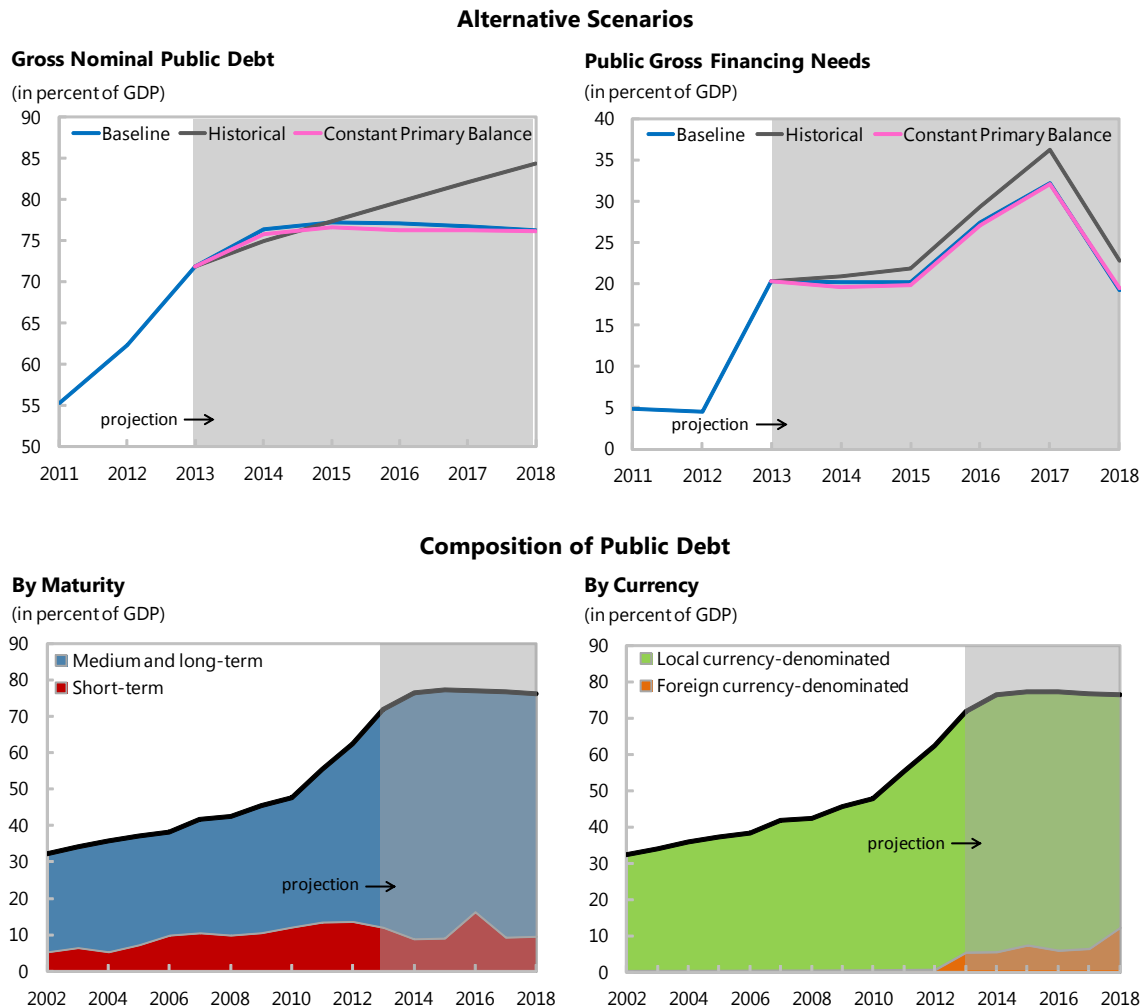 Alternative Scenarios
Gross Nominal Public Debt
(in percent of GDP)
Baseline Historical Constant Primary Balance
90
85
80
75
70
65
60
55
50
projection
2011 2012 2013 2014 2015 2016 2017 2018
Public Gross Financing Needs
(in percent of GDP)
Baseline Historical Constant Primary Balance
40
35
30
25
20
15
10
5
0
projection
2011 2012 2013 2014 2015 2016 2017 2018
Composition of Public Debt
By Maturity
(in percent of GDP)
Medium and long-term
Short-term
90
80
70
60
50
40
30
20
10
0
projection
2002 2004 2006 2008 2010 2012 2014 2016 2018
By Currency
(in percent of GDP)
Local currency-denominated
Foreign currency-denominated
90
80
70
60
50
40
30
20
10
0
projection
2002 2004 2006 2008 2010 2012 2014 2016 2018